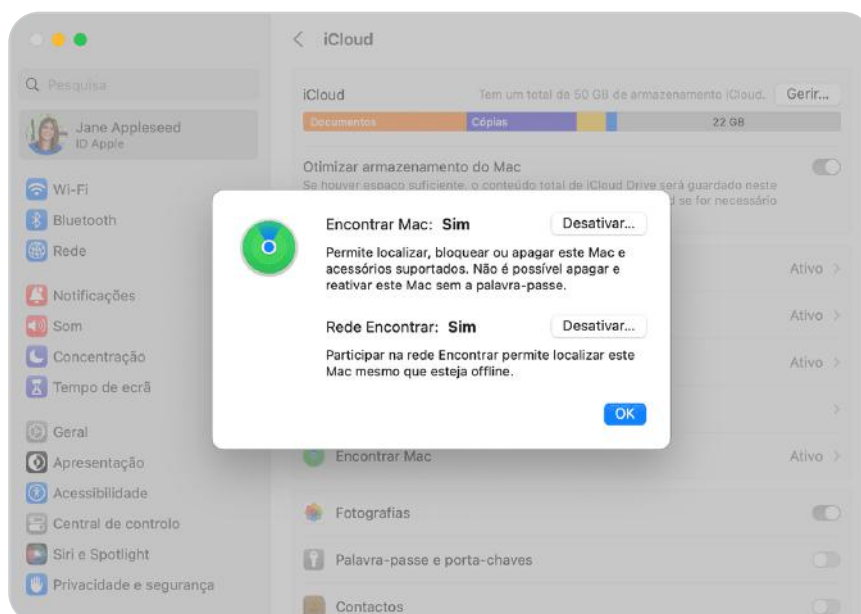 iCloud
Pesquisa
Jane Appleseed
ID Apple
Wi-Fi
Bluetooth
Rede
Notificações
Som
Concentração
Tempo de ecrã
Geral
Apresentação
Acessibilidade
Central de controlo
Siri e Spotlight
Privacidade e segurança
iCloud
Tem um total de 50 GB de armazenamento iCloud.
Gerir...
Documentos
Cópias
22 GB
Otimizar armazenamento do Mac
Se houver espaço suficiente, o conteúdo total de iCloud Drive será guardado neste
d se for necessário
Encontrar Mac: Sim
Desativar...
Permite localizar, bloquear ou apagar este Mac e
acessórios suportados. Não é possível apagar e
reativar este Mac sem a palavra-passe.
Rede Encontrar: Sim
Desativar...
Participar na rede Encontrar permite localizar este
Mac mesmo que esteja offline.
OK
Ativo
Ativo
Ativo
Encontrar Mac
Ativo
Fotografias
Palavra-passe e porta-chaves
Contactos